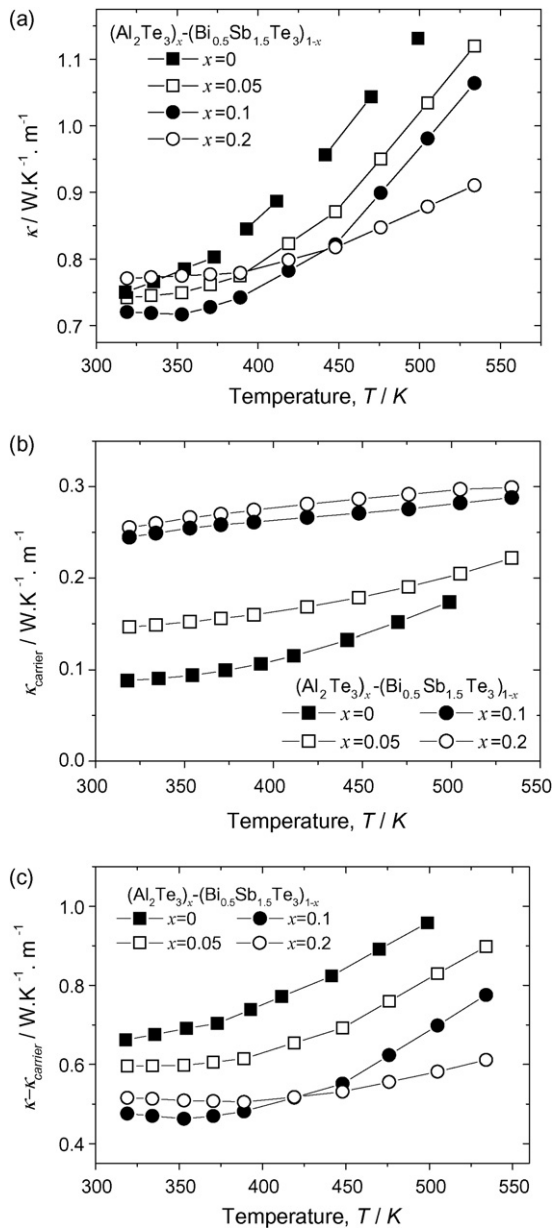 (a)
(Al₂Te₃)ₓ-(Bi₀.₅Sb₁.₅Te₃)₁₋ₓ
x=0
x=0.05
x=0.1
x=0.2
1.1
1.0
0.9
0.8
0.7
κ / W.K⁻¹. m⁻¹
300 350 400 450 500 550
Temperature, T / K
(b)
0.3
0.2
0.1
0.0
κcarrier / W.K⁻¹. m⁻¹
(Al₂Te₃)ₓ-(Bi₀.₅Sb₁.₅Te₃)₁₋ₓ
x=0 x=0.1
x=0.05 x=0.2
300 350 400 450 500 550
Temperature, T / K
(c)
(Al₂Te₃)ₓ-(Bi₀.₅Sb₁.₅Te₃)₁₋ₓ
x=0 x=0.1
x=0.05 x=0.2
1.0
0.8
0.6
0.4
κ–κcarrier / W.K⁻¹. m⁻¹
300 350 400 450 500 550
Temperature, T / K